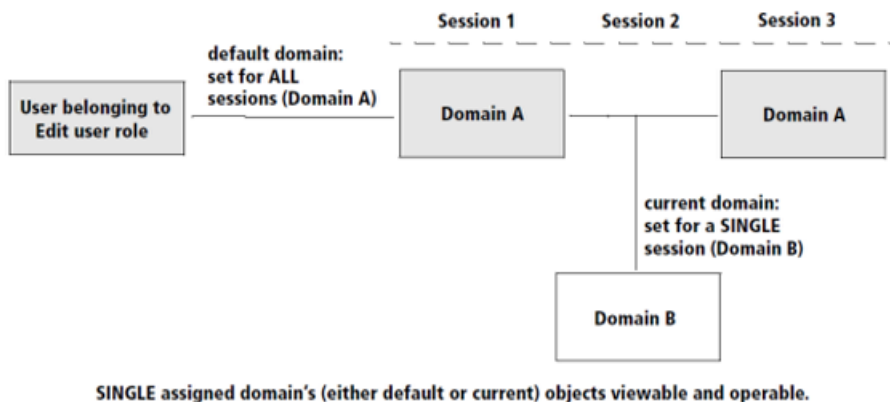 Session 1
Session 2
Session 3
default domain:
set for ALL
sessions (Domain A)
User belonging to
Edit user role
Domain A
Domain A
current domain:
set for a SINGLE
session (Domain B)
Domain B
SINGLE assigned domain's (either default or current) objects viewable and operable.